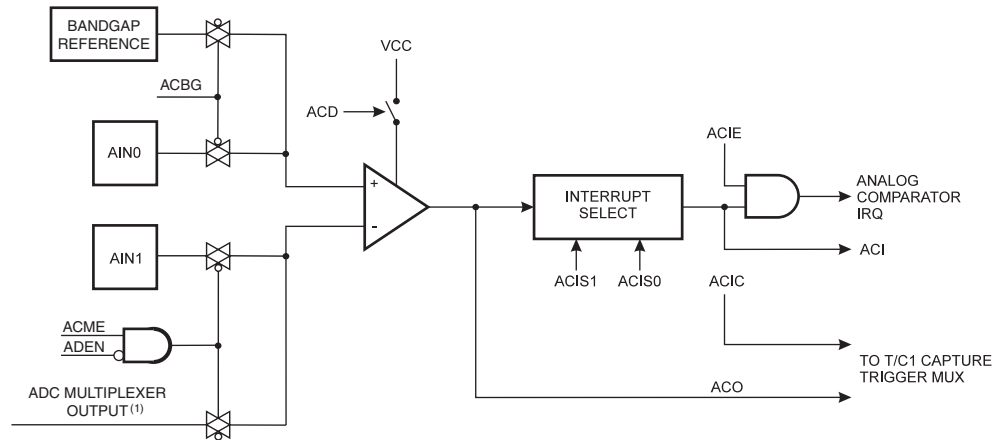 BANDGAP
REFERENCE
VCC
ACBG
ACD
AIN0
ACIE
+
INTERRUPT
SELECT
ANALOG
COMPARATOR
IRQ
AIN1
-
ACI
ACIS1
ACIS0
ACIC
ACME
ADEN
TO T/C1 CAPTURE
TRIGGER MUX
ADC MULTIPLEXER
OUTPUT(1)
ACO